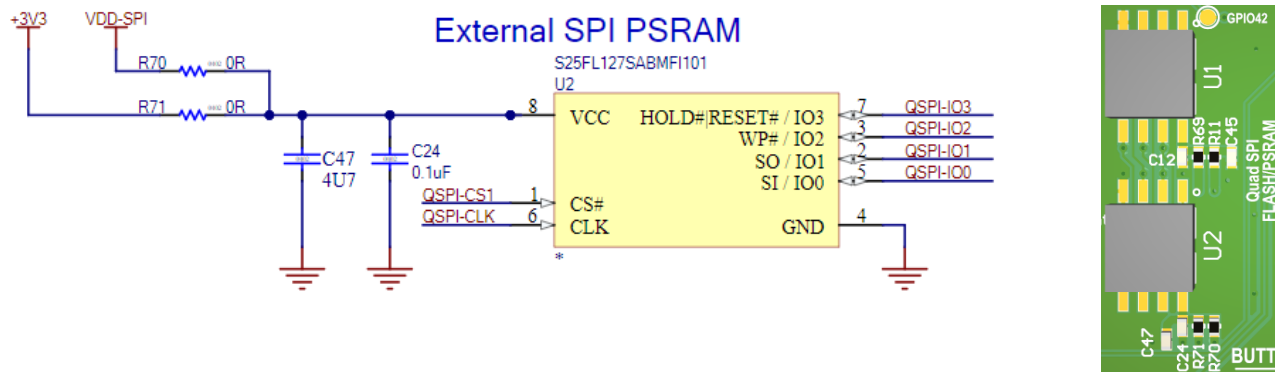 +3V3
VDD-SPI
External SPI PSRAM
S25FL127SABMFI101
U2
R70 0R
R71 0R
C47
4U7
C24
0.1uF
8 VCC
HOLD#|RESET# / IO3 7 QSPI-IO3
WP# / IO2 3 QSPI-IO2
SO / IO1 2 QSPI-IO1
SI / IO0 5 QSPI-IO0
QSPI-CS1 1 CS#
QSPI-CLK 6 CLK
GND 4
*
GPIO42
U1
C12
R69
R11
C45
Quad SPI
FLASH/PSRAM
1
U2
C47
C24
R71
R70
BUTT